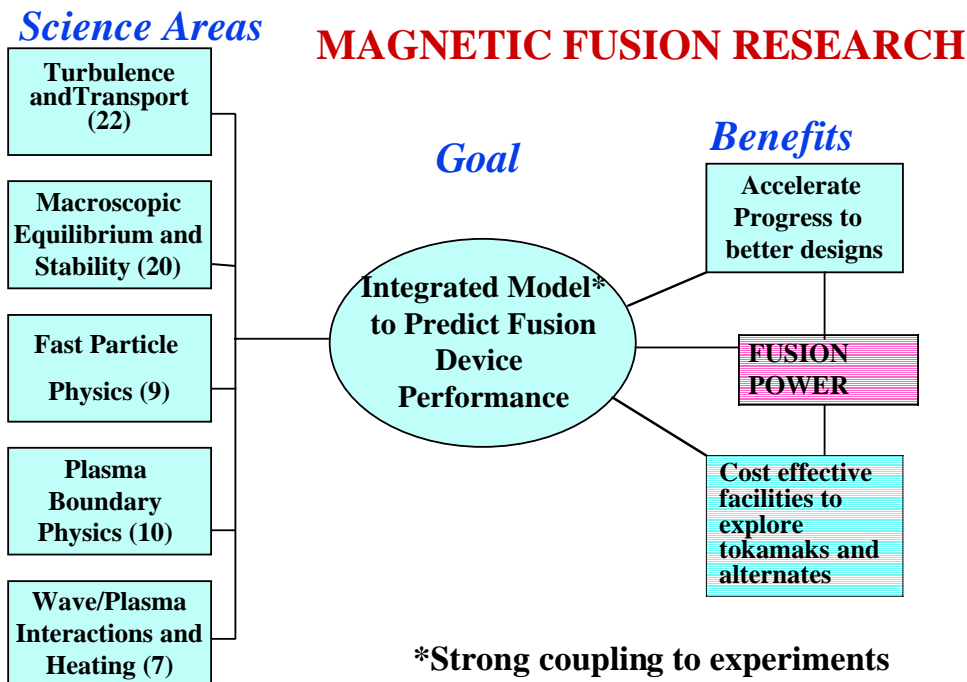 Science Areas
MAGNETIC FUSION RESEARCH
Turbulence
andTransport
(22)
Macroscopic
Equilibrium and
Stability (20)
Fast Particle
Physics (9)
Plasma
Boundary
Physics (10)
Wave/Plasma
Interactions and
Heating (7)
Goal
Integrated Model*
to Predict Fusion
Device
Performance
Benefits
Accelerate
Progress to
better designs
FUSION
POWER
Cost effective
facilities to
explore
tokamaks and
alternates
*Strong coupling to experiments